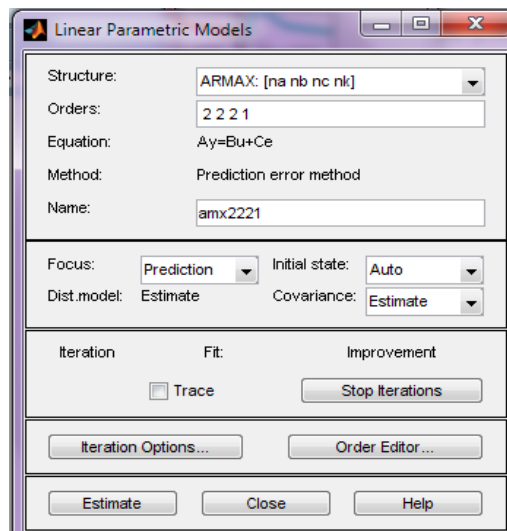 Linear Parametric Models
Structure: ARMAX: [na nb nc nk]
Orders: 2 2 2 1
Equation: Ay=Bu+Ce
Method: Prediction error method
Name: amx2221
Focus: Prediction Initial state: Auto
Dist.model: Estimate Covariance: Estimate
Iteration Fit: Improvement
Trace Stop Iterations
Iteration Options... Order Editor...
Estimate Close Help